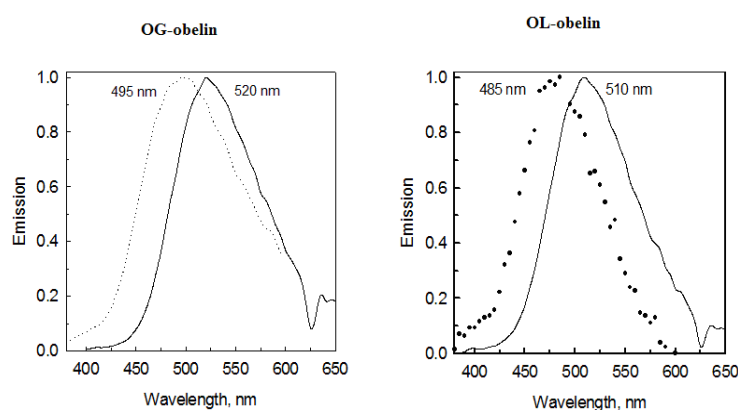 OG-obelin
495 nm
520 nm
1.0
0.8
0.6
0.4
0.2
0.0
Emission
400 450 500 550 600 650
Wavelength, nm
OL-obelin
485 nm
510 nm
1.0
0.8
0.6
0.4
0.2
0.0
Emission
400 450 500 550 600 650
Wavelength, nm